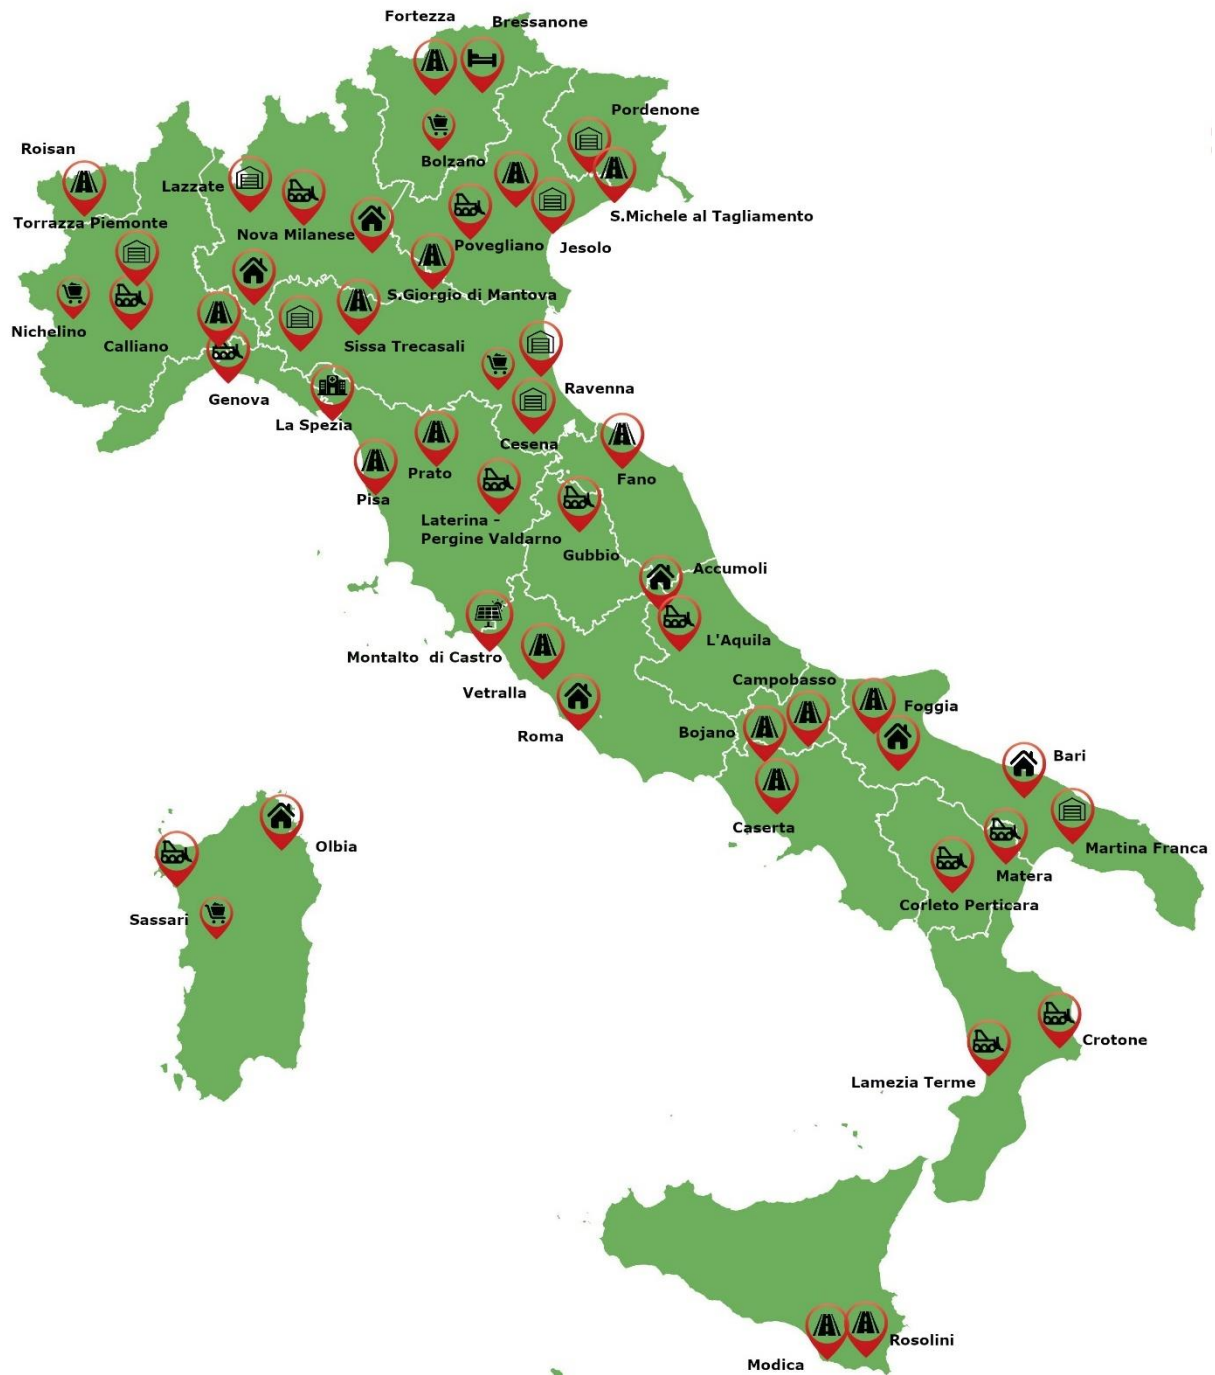 Fortezza
Bressanone
Pordenone
Roisan
Bolzano
Lazzate
S.Michele al Tagliamento
Torrazza Piemonte
Nova Milanese
Povegliano
Jesolo
S.Giorgio di Mantova
Nichelino
Calliano
Sissa Trecasali
Ravenna
Genova
La Spezia
Cesena
Prato
Fano
Pisa
Laterina -
Pergine Valdarno
Gubbio
Accumoli
L'Aquila
Montalto  di Castro
Campobasso
Vetralla
Foggia
Roma
Bojano
Bari
Caserta
Olbia
Martina Franca
Matera
Corleto Perticara
Sassari
Crotone
Lamezia Terme
Rosolini
Modica